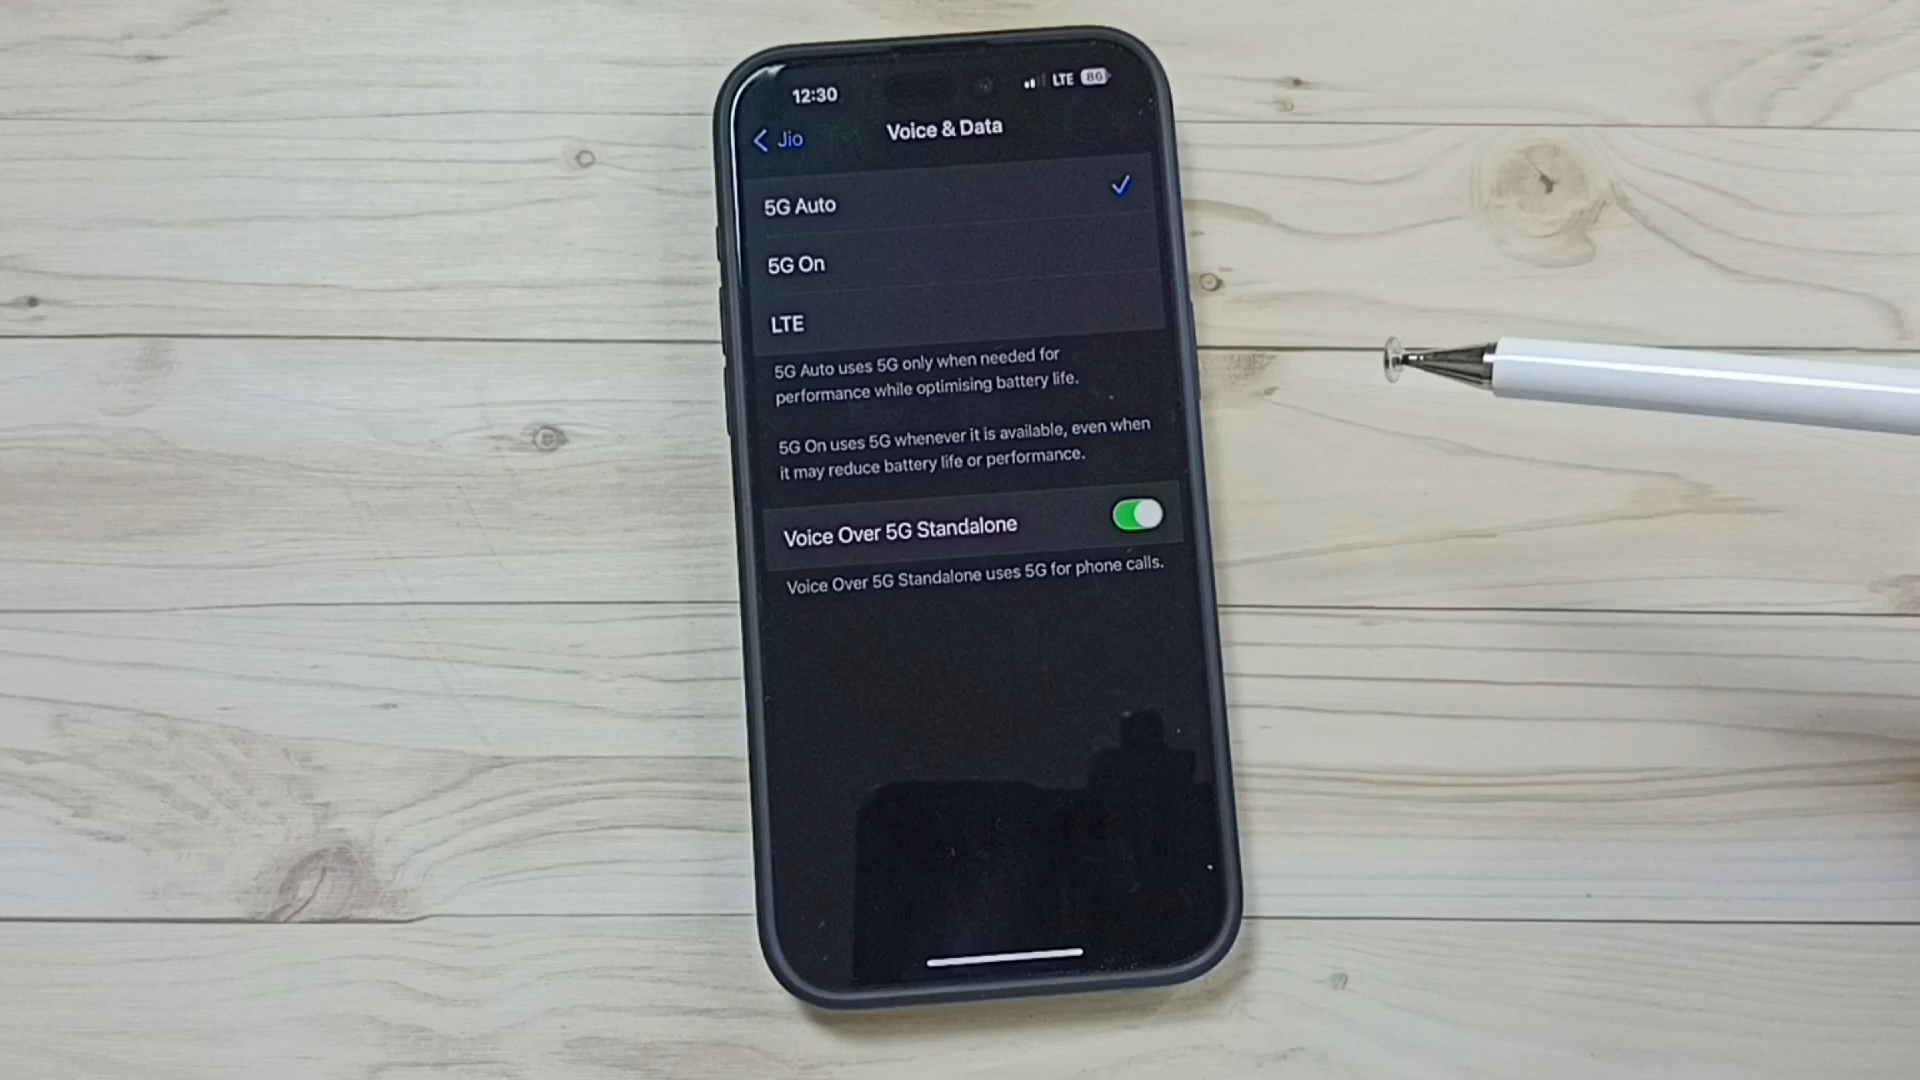 12:30
LTE 86
Jio
Voice & Data
5G Auto
5G On
LTE
5G Auto uses 5G only when needed for
performance while optimising battery life.
5G On uses 5G whenever it is available, even when
it may reduce battery life or performance.
Voice Over 5G Standalone
Voice Over 5G Standalone uses 5G for phone calls.